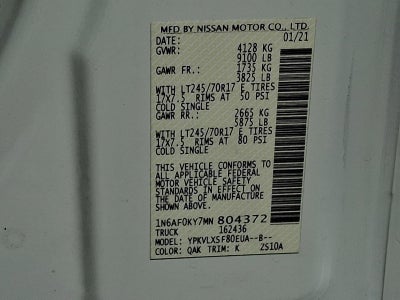 MFD BY NISSAN MOTOR CO., LTD.
DATE: 01/21
GVWR: 4128 KG
9100 LB
GAWR FR.: 1735 KG
3825 LB
WITH LT245/70R17 E TIRES
17X7.5 RIMS AT 50 PSI
COLD SINGLE
GAWR RR.: 2665 KG
5875 LB
WITH LT245/70R17 E TIRES
17X7.5 RIMS AT 80 PSI
COLD SINGLE
THIS VEHICLE CONFORMS TO
ALL APPLICABLE FEDERAL
MOTOR VEHICLE SAFETY
STANDARDS IN EFFECT ON
THE DATE OF MANUFACTURE
SHOWN ABOVE.
1N6AF0KY7MN 804372
TRUCK 162436
MODEL: YPKVLXSF80EUA--B--
COLOR: QAK TRIM: K ZS10A